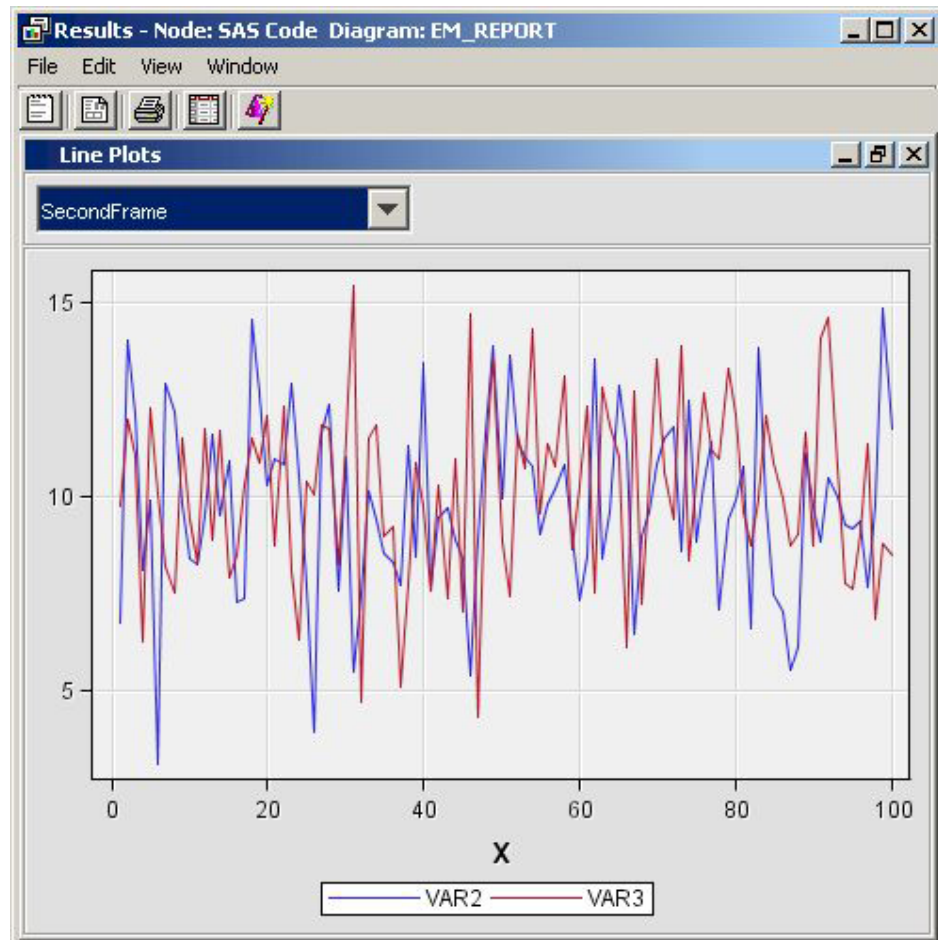 Results - Node: SAS Code Diagram: EM_REPORT
File Edit View Window
Line Plots
SecondFrame
15
10
5
0 20 40 60 80 100
X
VAR2 VAR3